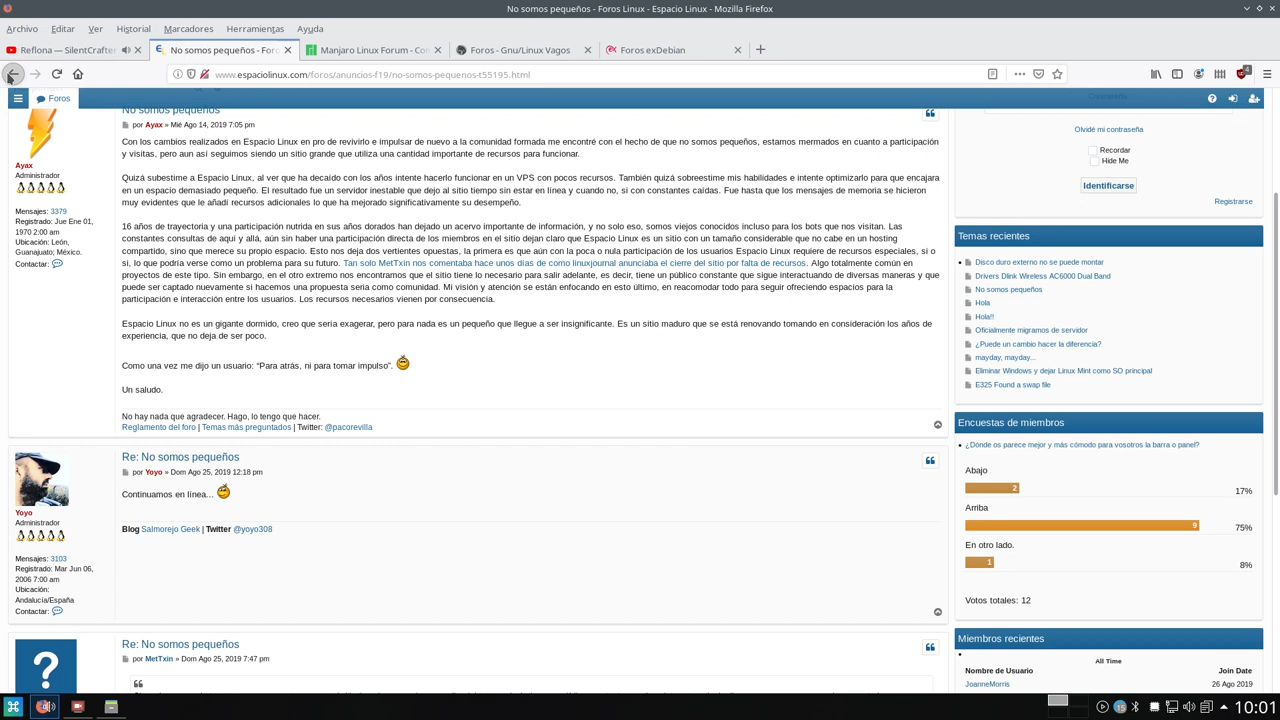 No somos pequeños - Foros Linux - Espacio Linux - Mozilla Firefox
Archivo Editar Ver Historial Marcadores Herramientas Ayuda
Reflona — SilentCrafter
No somos pequeños - Foro
Manjaro Linux Forum - Con
Foros - Gnu/Linux Vagos
Foros exDebian
www.espaciolinux.com/foros/anuncios-f19/no-somos-pequenos-t55195.html
4
Foros
No somos pequeños
por Ayax » Mié Ago 14, 2019 7:05 pm
Ayax
Administrador
Mensajes: 3379
Registrado: Jue Ene 01,
1970 2:00 am
Ubicación: León,
Guanajuato; México.
Contactar:
Con los cambios realizados en Espacio Linux en pro de revivirlo e impulsar de nuevo a la comunidad formada me encontré con el hecho de que no somos pequeños, estamos mermados en cuanto a participación
y visitas, pero aun así seguimos siendo un sitio grande que utiliza una cantidad importante de recursos para funcionar.
Quizá subestime a Espacio Linux, al ver que ha decaído con los años intente hacerlo funcionar en un VPS con pocos recursos. También quizá sobreestime mis habilidades e intente optimizarlo para que encajara
en un espacio demasiado pequeño. El resultado fue un servidor inestable que dejo al sitio tiempo sin estar en línea y cuando no, si con constantes caídas. Fue hasta que los mensajes de memoria se hicieron
muy evidentes que le añadí recursos adicionales lo que ha mejorado significativamente su desempeño.
16 años de trayectoria y una participación nutrida en sus años dorados han dejado un acervo importante de información, y no solo eso, somos viejos conocidos incluso para los bots que nos visitan. Las
constantes consultas de aquí y allá, aún sin haber una participación directa de los miembros en el sitio dejan claro que Espacio Linux es un sitio con un tamaño considerable que no cabe en un hosting
compartido, sino que merece su propio espacio. Esto nos deja dos vertientes opuestas, la primera es que aún con la poca o nula participación de los usuarios Espacio Linux requiere de recursos especiales, si o
si, lo que podría verse como un problema para su futuro. Tan solo MetTxin nos comentaba hace unos días de como linuxjournal anunciaba el cierre del sitio por falta de recursos. Algo totalmente común en
proyectos de este tipo. Sin embargo, en el otro extremo nos encontramos que el sitio tiene lo necesario para salir adelante, es decir, tiene un público constante que sigue interactuando de diversas maneras y que
puede ser captado nuevamente si hacemos una propuesta sana como comunidad. Mi visión y atención se están enfocando en esto último, en reacomodar todo para seguir ofreciendo espacios para la
participación e interacción entre los usuarios. Los recursos necesarios vienen por consecuencia.
Espacio Linux no es un gigante dormido, creo que sería exagerar, pero para nada es un pequeño que llegue a ser insignificante. Es un sitio maduro que se está renovando tomando en consideración los años de
experiencia, que no deja de ser poco.
Como una vez me dijo un usuario: “Para atrás, ni para tomar impulso”.
Un saludo.
No hay nada que agradecer. Hago, lo tengo que hacer.
Reglamento del foro | Temas más preguntados | Twitter: @pacorevilla
Re: No somos pequeños
por Yoyo » Dom Ago 25, 2019 12:18 pm
Continuamos en línea...
Blog Salmorejo Geek | Twitter @yoyo308
Yoyo
Administrador
Mensajes: 3103
Registrado: Mar Jun 06,
2006 7:00 am
Ubicación:
Andalucía/España
Contactar:
Re: No somos pequeños
por MetTxin » Dom Ago 25, 2019 7:47 pm
Olvidé mi contraseña
Recordar
Hide Me
Identificarse
Registrarse
Temas recientes
Disco duro externo no se puede montar
Drivers Dlink Wireless AC6000 Dual Band
No somos pequeños
Hola
Hola!!
Oficialmente migramos de servidor
¿Puede un cambio hacer la diferencia?
mayday, mayday...
Eliminar Windows y dejar Linux Mint como SO principal
E325 Found a swap file
Encuestas de miembros
¿Dónde os parece mejor y más cómodo para vosotros la barra o panel?
Abajo
2 17%
Arriba
9 75%
En otro lado.
1 8%
Votos totales: 12
Miembros recientes
All Time
Nombre de Usuario Join Date
JoanneMorris 26 Ago 2019
15
10:01